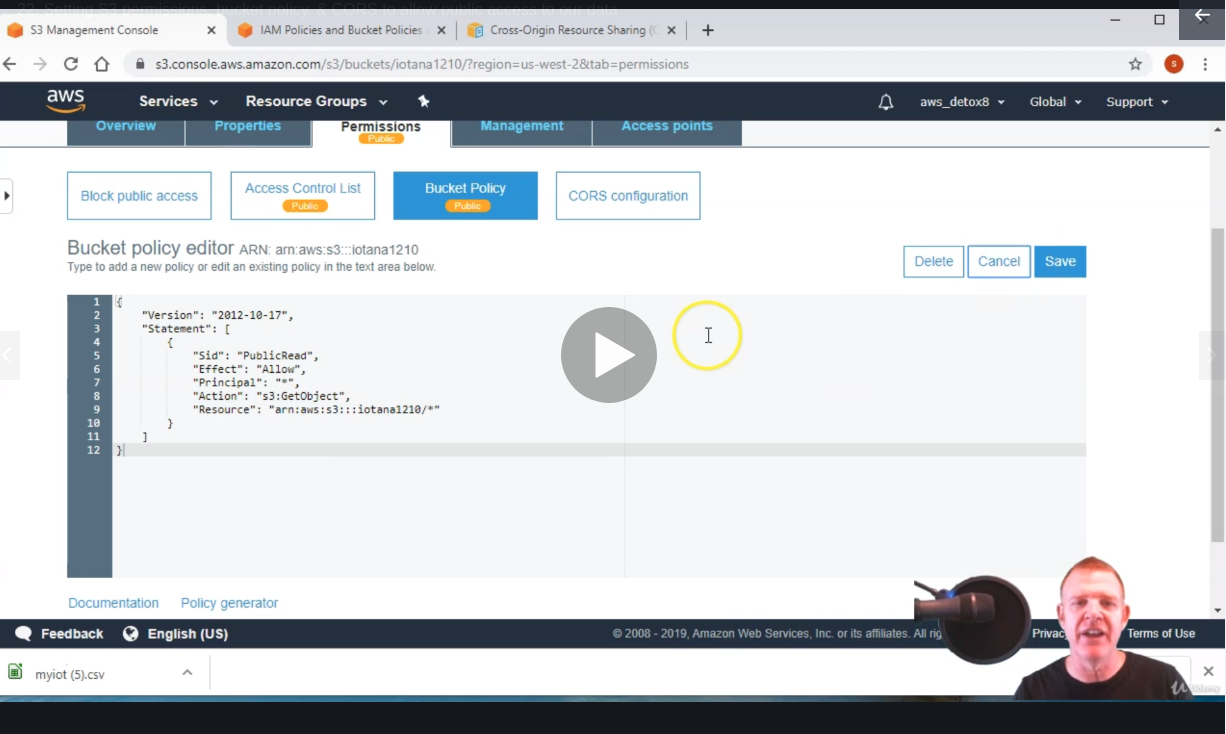 22. Setting S3 permissions, bucket policy, & CORS to allow public access to our data
S3 Management Console
IAM Policies and Bucket Policies
Cross-Origin Resource Sharing (C
s3.console.aws.amazon.com/s3/buckets/iotana1210/?region=us-west-2&tab=permissions
S
aws
Services
Resource Groups
aws_detox8
Global
Support
Overview
Properties
Permissions
Public
Management
Access points
Block public access
Access Control List
Public
Bucket Policy
Public
CORS configuration
Bucket policy editor ARN: arn:aws:s3:::iotana1210
Type to add a new policy or edit an existing policy in the text area below.
Delete
Cancel
Save
1 {
2 "Version": "2012-10-17",
3 "Statement": [
4 {
5 "Sid": "PublicRead",
6 "Effect": "Allow",
7 "Principal": "*",
8 "Action": "s3:GetObject",
9 "Resource": "arn:aws:s3:::iotana1210/*"
10 }
11 ]
12 }
Documentation
Policy generator
Feedback
English (US)
© 2008 - 2019, Amazon Web Services, Inc. or its affiliates. All rig
Privac
Terms of Use
myiot (5).csv
Udemy